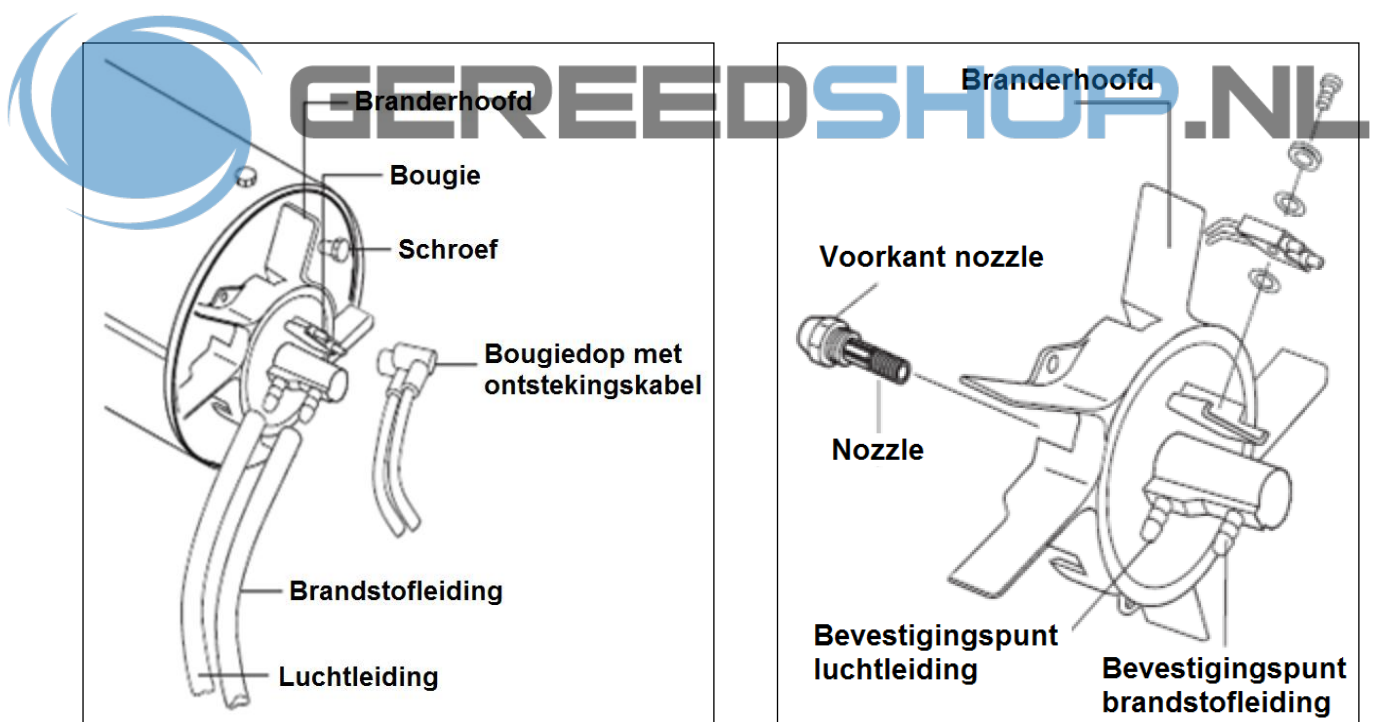 GEREEDSHOP.NL
Branderhoofd
Bougie
Schroef
Bougiedop met
ontstekingskabel
Brandstofleiding
Luchtleiding
Branderhoofd
Voorkant nozzle
Nozzle
Bevestigingspunt
luchtleiding
Bevestigingspunt
brandstofleiding